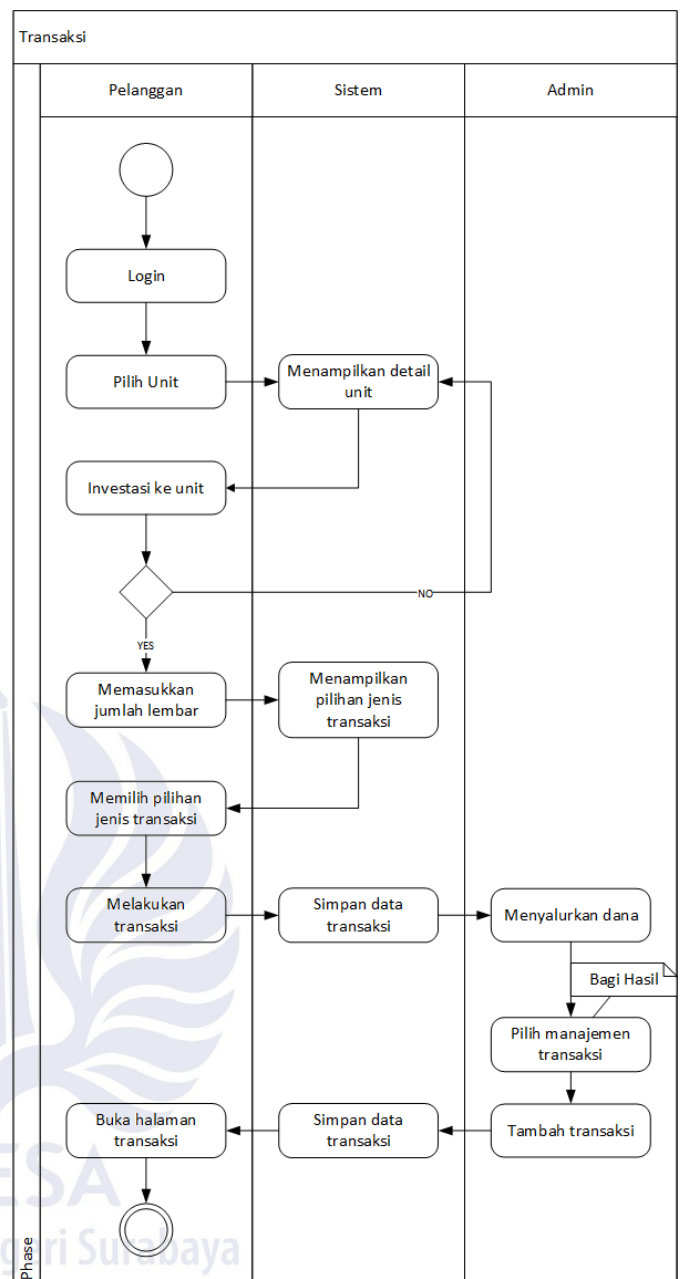 Transaksi
Pelanggan
Sistem
Admin
Login
Pilih Unit
Menampilkan detail
unit
Investasi ke unit
NO
YES
Memasukkan
jumlah lembar
Menampilkan
pilihan jenis
transaksi
Memilih pilihan
jenis transaksi
Melakukan
transaksi
Simpan data
transaksi
Menyalurkan dana
Bagi Hasil
Pilih manajemen
transaksi
Buka halaman
transaksi
Simpan data
transaksi
Tambah transaksi
ESA
Surabaya
Phase